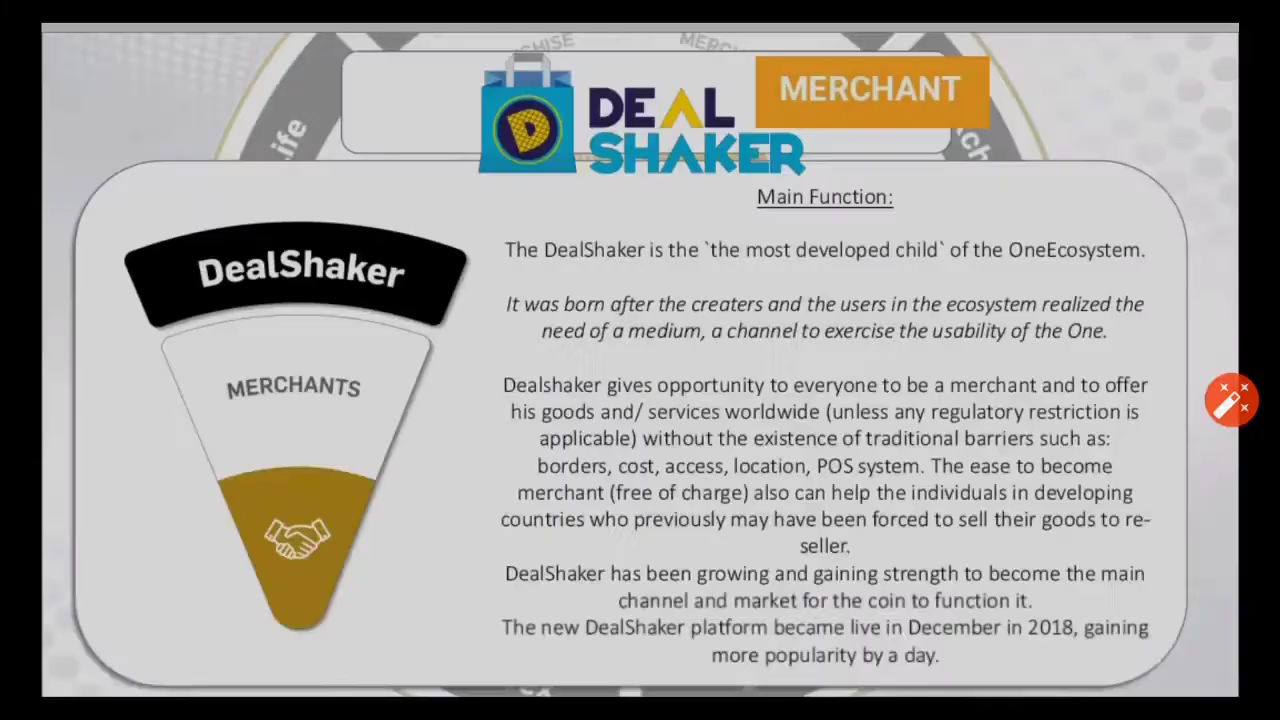 CHISE
MERCH
DEAL
SHAKER
MERCHANT
ife
ch
DealShaker
MERCHANTS
Main Function:
The DealShaker is the `the most developed child` of the OneEcosystem.
It was born after the creaters and the users in the ecosystem realized the
need of a medium, a channel to exercise the usability of the One.
Dealshaker gives opportunity to everyone to be a merchant and to offer
his goods and/ services worldwide (unless any regulatory restriction is
applicable) without the existence of traditional barriers such as:
borders, cost, access, location, POS system. The ease to become
merchant (free of charge) also can help the individuals in developing
countries who previously may have been forced to sell their goods to re-
seller.
DealShaker has been growing and gaining strength to become the main
channel and market for the coin to function it.
The new DealShaker platform became live in December in 2018, gaining
more popularity by a day.